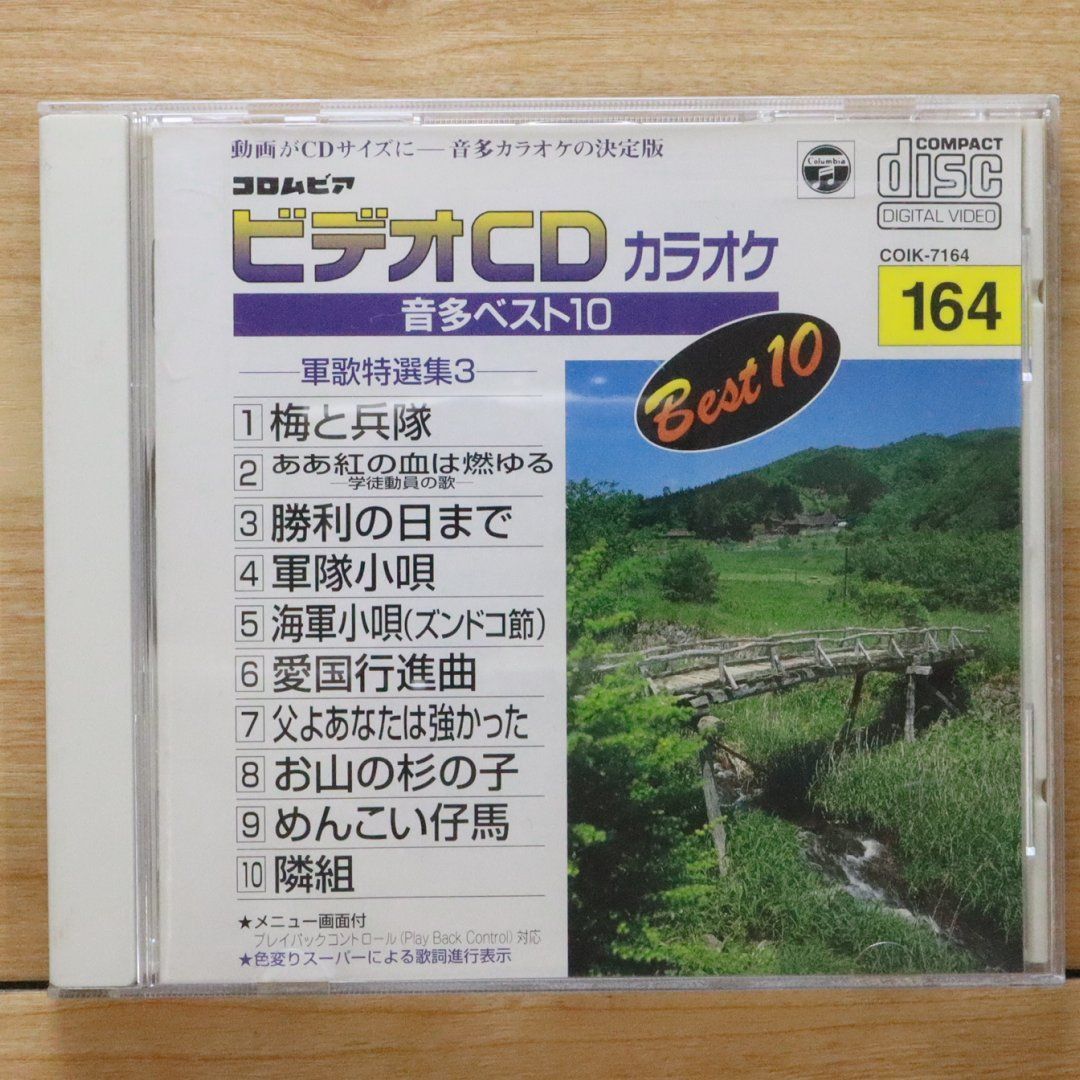 動画がCDサイズに―音多カラオケの決定版
コロムビア
ビデオCD カラオケ
音多ベスト10
Columbia
COMPACT
disc
DIGITAL VIDEO
COIK-7164
164
Best 10
軍歌特選集3
1 梅と兵隊
2 ああ紅の血は燃ゆる
―学徒動員の歌―
3 勝利の日まで
4 軍隊小唄
5 海軍小唄(ズンドコ節)
6 愛国行進曲
7 父よあなたは強かった
8 お山の杉の子
9 めんこい仔馬
10 隣組
★メニュー画面付
プレイバックコントロール(Play Back Control)対応
★色変りスーパーによる歌詞進行表示